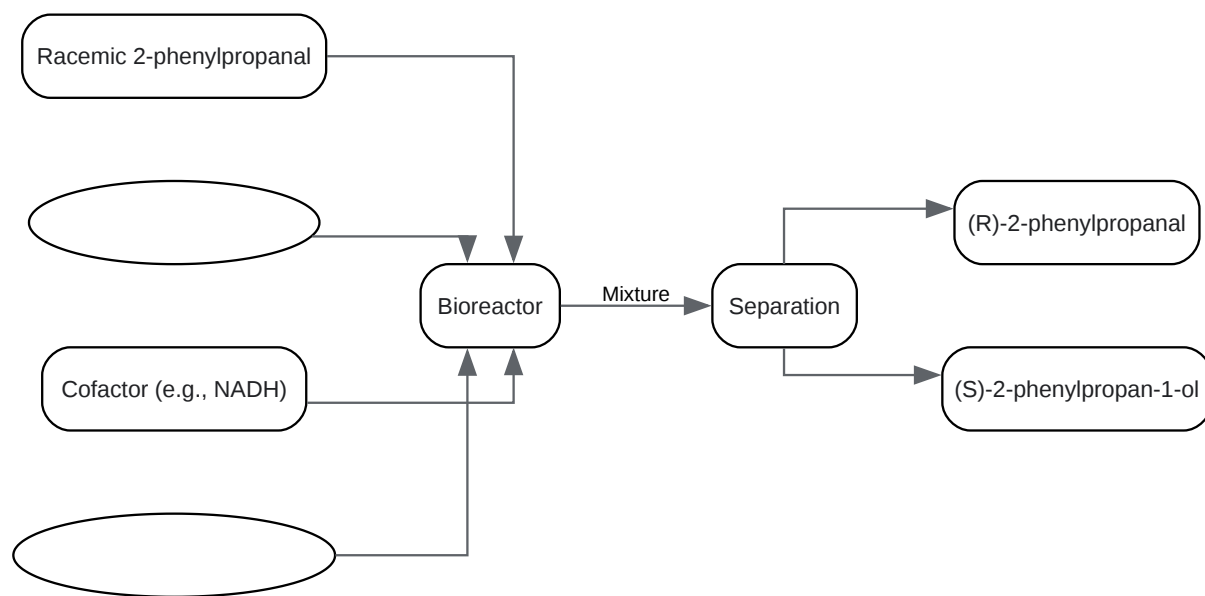 Racemic 2-phenylpropanal
(R)-2-phenylpropanal
Bioreactor
Mixture
Separation
Cofactor (e.g., NADH)
(S)-2-phenylpropan-1-ol